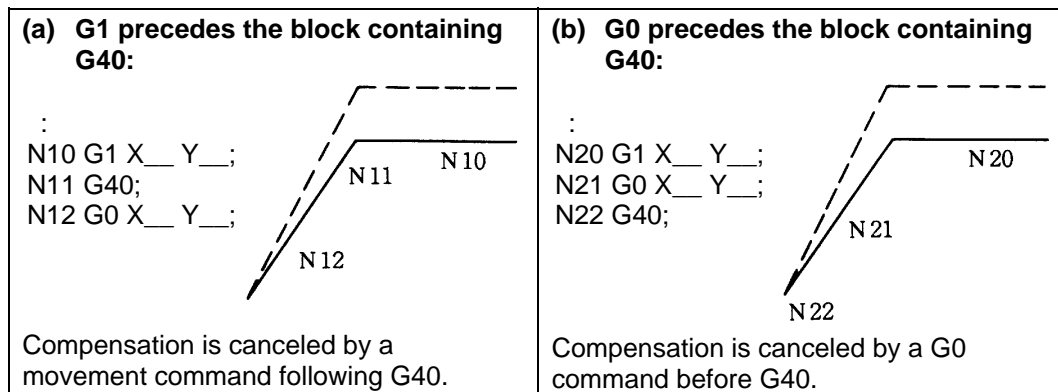 (a) G1 precedes the block containing
G40:
:
N10 G1 X__ Y__;
N11 G40;
N12 G0 X__ Y__;
N10
N11
N12
Compensation is canceled by a
movement command following G40.
(b) G0 precedes the block containing
G40:
:
N20 G1 X__ Y__;
N21 G0 X__ Y__;
N22 G40;
N20
N21
N22
Compensation is canceled by a G0
command before G40.